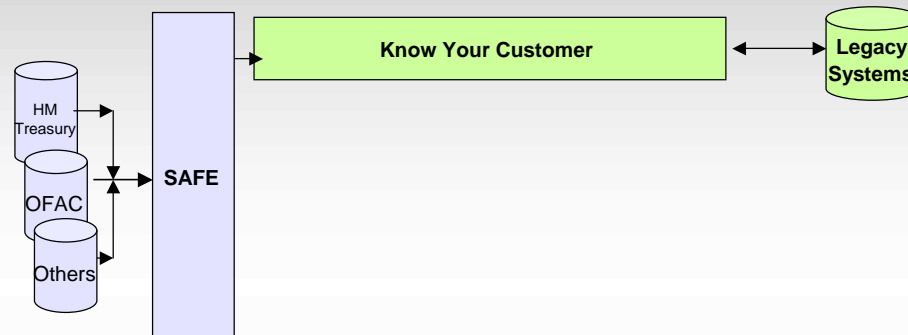 Know Your Customer
Legacy
Systems
HM
Treasury
SAFE
OFAC
Others